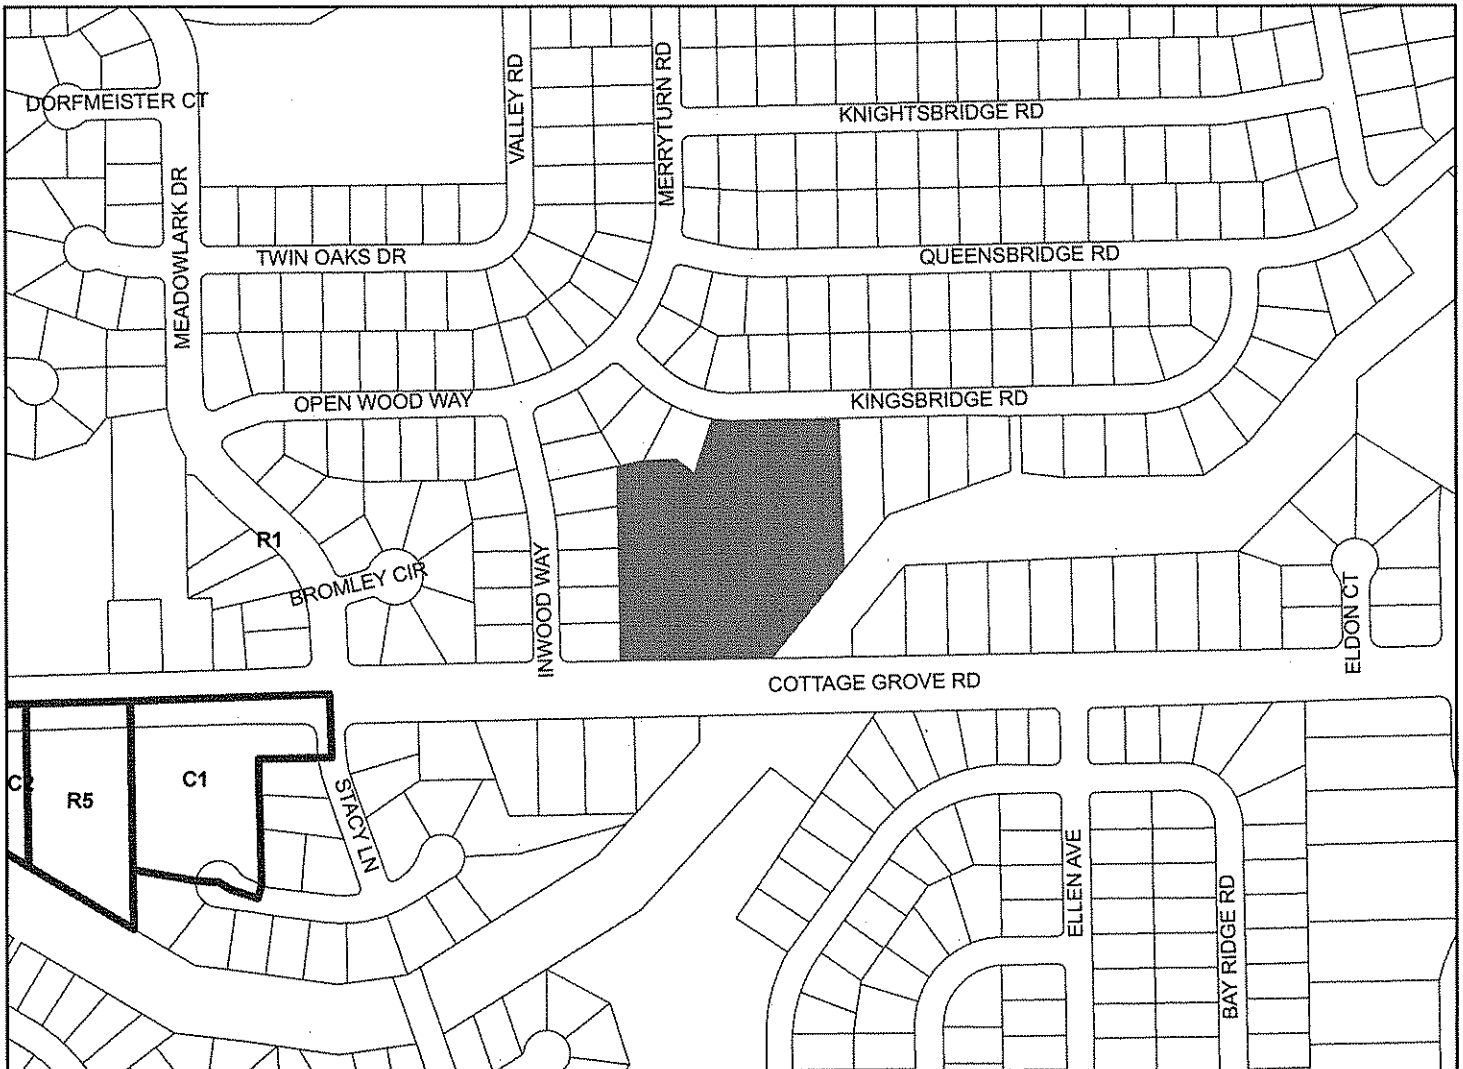 DORFMEISTER CT
VALLEY RD
MERRYTURN RD
KNIGHTSBRIDGE RD
MEADOWLARK DR
TWIN OAKS DR
QUEENSBRIDGE RD
OPEN WOOD WAY
KINGSBRIDGE RD
R1
BROMLEY CIR
INWOOD WAY
ELDON CT
COTTAGE GROVE RD
C2
R5
C1
STACY LN
ELLEN AVE
BAY RIDGE RD